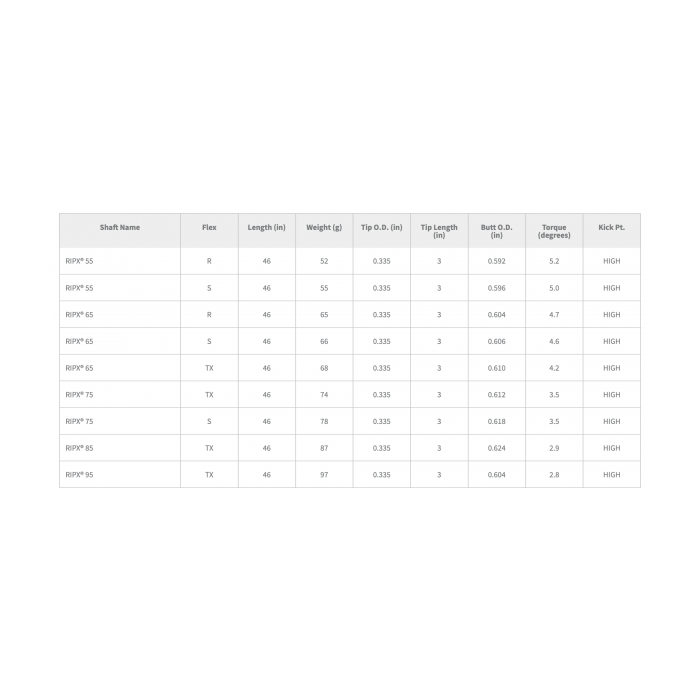 Shaft Name Flex Length (in) Weight (g) Tip O.D. (in) Tip Length (in) Butt O.D. (in) Torque (degrees) Kick Pt.
RIPX® 55 R 46 52 0.335 3 0.592 5.2 HIGH
RIPX® 55 S 46 55 0.335 3 0.596 5.0 HIGH
RIPX® 65 R 46 65 0.335 3 0.604 4.7 HIGH
RIPX® 65 S 46 66 0.335 3 0.606 4.6 HIGH
RIPX® 65 TX 46 68 0.335 3 0.610 4.2 HIGH
RIPX® 75 TX 46 74 0.335 3 0.612 3.5 HIGH
RIPX® 75 S 46 78 0.335 3 0.618 3.5 HIGH
RIPX® 85 TX 46 87 0.335 3 0.624 2.9 HIGH
RIPX® 95 TX 46 97 0.335 3 0.604 2.8 HIGH